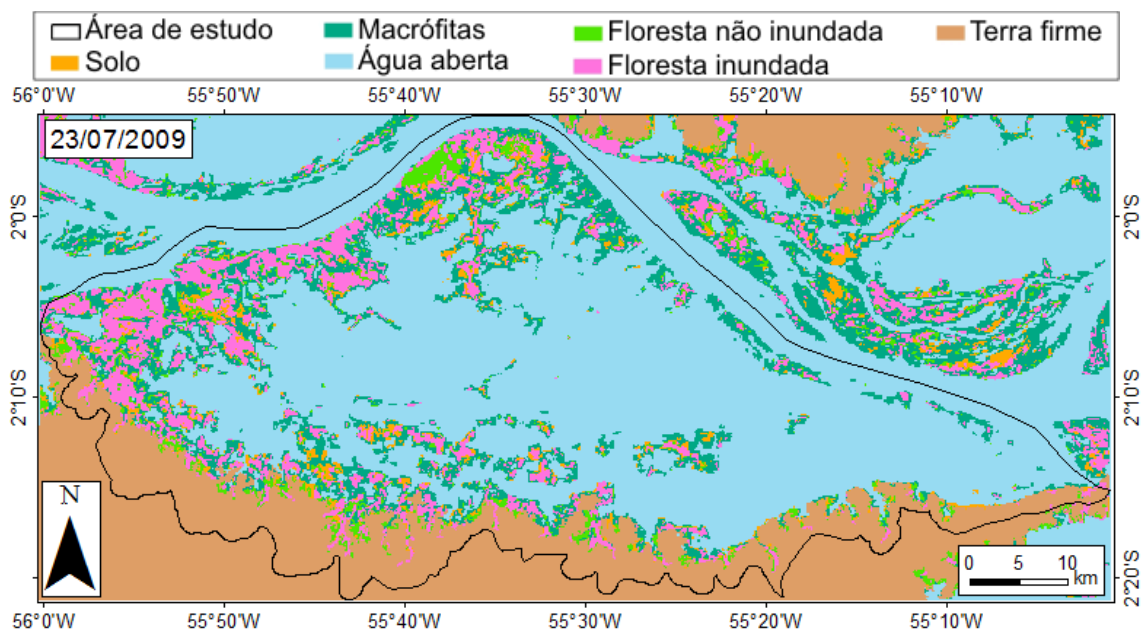 Área de estudo Macrófitas Floresta não inundada Terra firme
Solo Água aberta Floresta inundada
56°0'W 55°50'W 55°40'W 55°30'W 55°20'W 55°10'W
23/07/2009
2°0'S 2°0'S
2°10'S 2°10'S
N
0 5 10
km
2°20'S
56°0'W 55°50'W 55°40'W 55°30'W 55°20'W 55°10'W